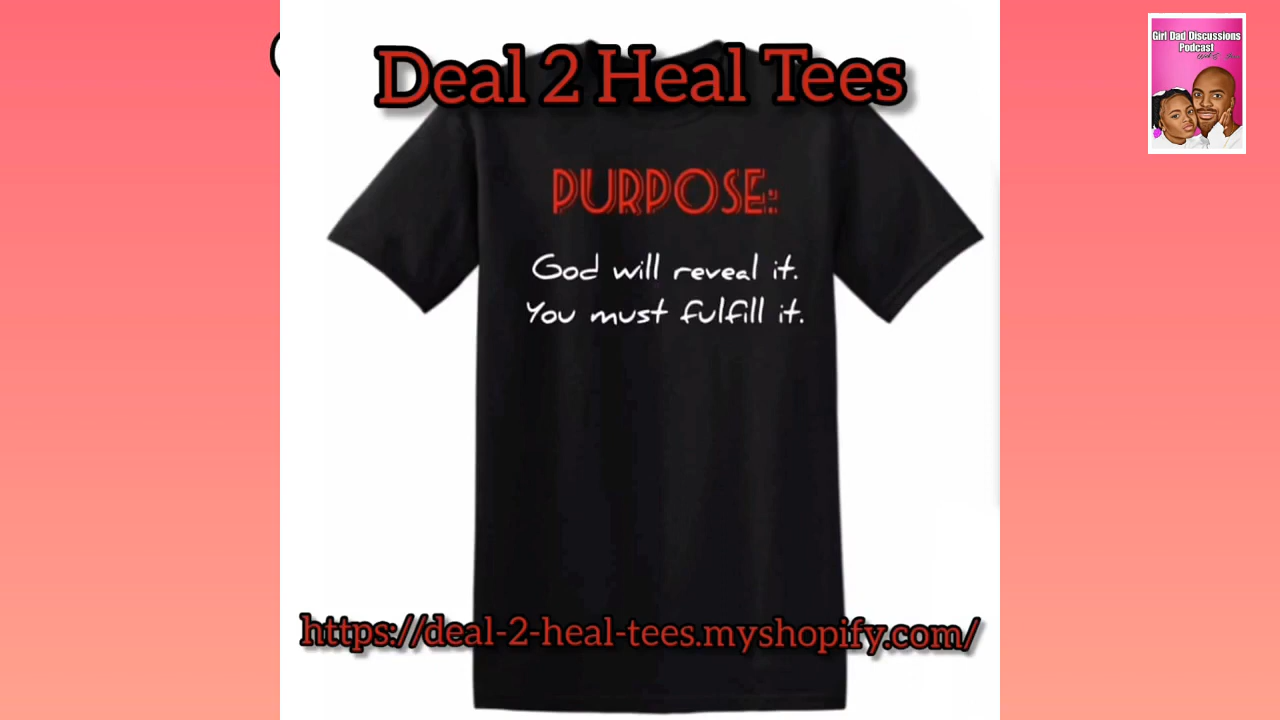 Deal 2 Heal Tees
PURPOSE:
God will reveal it.
You must fulfill it.
https://deal-2-heal-tees.myshopify.com/
Girl Dad Discussions
Podcast